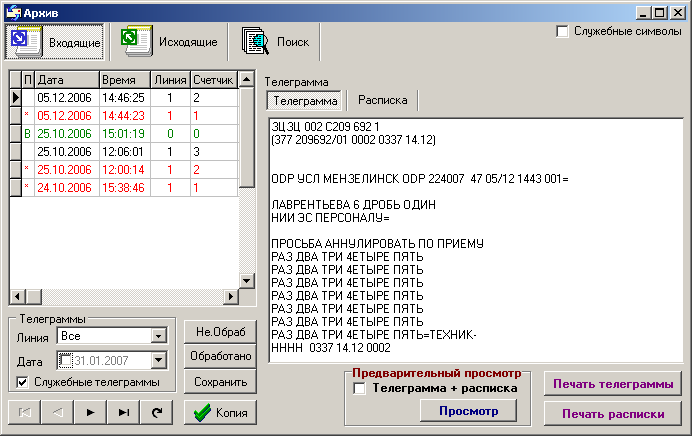 Архив
Входящие Исходящие Поиск Служебные символы
П Дата Время Линия Счетчик
05.12.2006 14:46:25 1 2
* 05.12.2006 14:44:23 1 1
В 25.10.2006 15:01:19 0 0
25.10.2006 12:06:01 1 3
* 25.10.2006 12:00:14 1 2
* 24.10.2006 15:38:46 1 1
Телеграмма
Телеграмма Расписка
ЗЦЗЦ 002 С209 692 1
(377 209692/01 0002 0337 14.12)
ОДР УСЛ МЕНЗЕЛИНСК ОДР 224007 47 05/12 1443 001=
ЛАВРЕНТЬЕВА 6 ДРОБЬ ОДИН
НИИ ЭС ПЕРСОНАЛУ=
ПРОСЬБА АННУЛИРОВАТЬ ПО ПРИЕМУ
РАЗ ДВА ТРИ 4ЕТЫРЕ ПЯТЬ
РАЗ ДВА ТРИ 4ЕТЫРЕ ПЯТЬ
РАЗ ДВА ТРИ 4ЕТЫРЕ ПЯТЬ
РАЗ ДВА ТРИ 4ЕТЫРЕ ПЯТЬ
РАЗ ДВА ТРИ 4ЕТЫРЕ ПЯТЬ
РАЗ ДВА ТРИ 4ЕТЫРЕ ПЯТЬ
РАЗ ДВА ТРИ 4ЕТЫРЕ ПЯТЬ=ТЕХНИК-
НННН 0337 14.12 0002
Телеграммы
Линия Все
Дата 31.01.2007
Служебные телеграммы
Не.Обраб
Обработано
Сохранить
Копия
Предварительный просмотр
Телеграмма + расписка
Просмотр
Печать телеграммы
Печать расписки